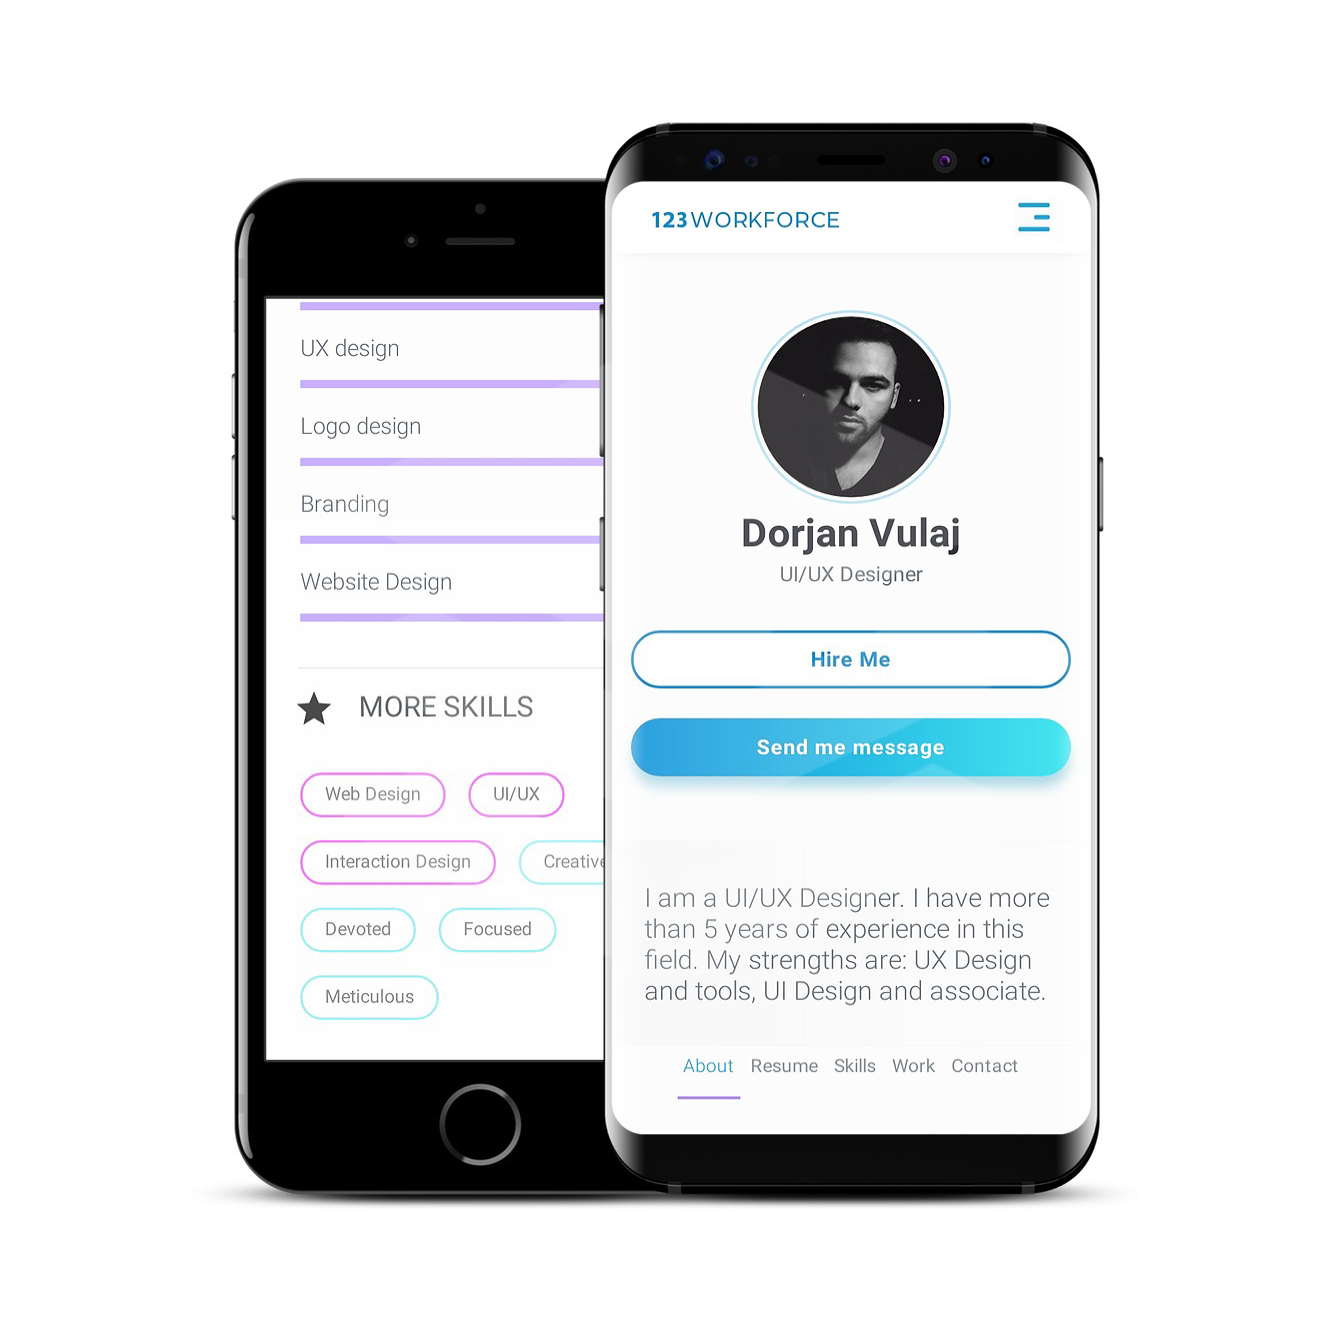 UX design
Logo design
Branding
Website Design
MORE SKILLS
Web Design
UI/UX
Interaction Design
Creative
Devoted
Focused
Meticulous
123WORKFORCE
Dorjan Vulaj
UI/UX Designer
Hire Me
Send me message
I am a UI/UX Designer. I have more
than 5 years of experience in this
field. My strengths are: UX Design
and tools, UI Design and associate.
About Resume Skills Work Contact